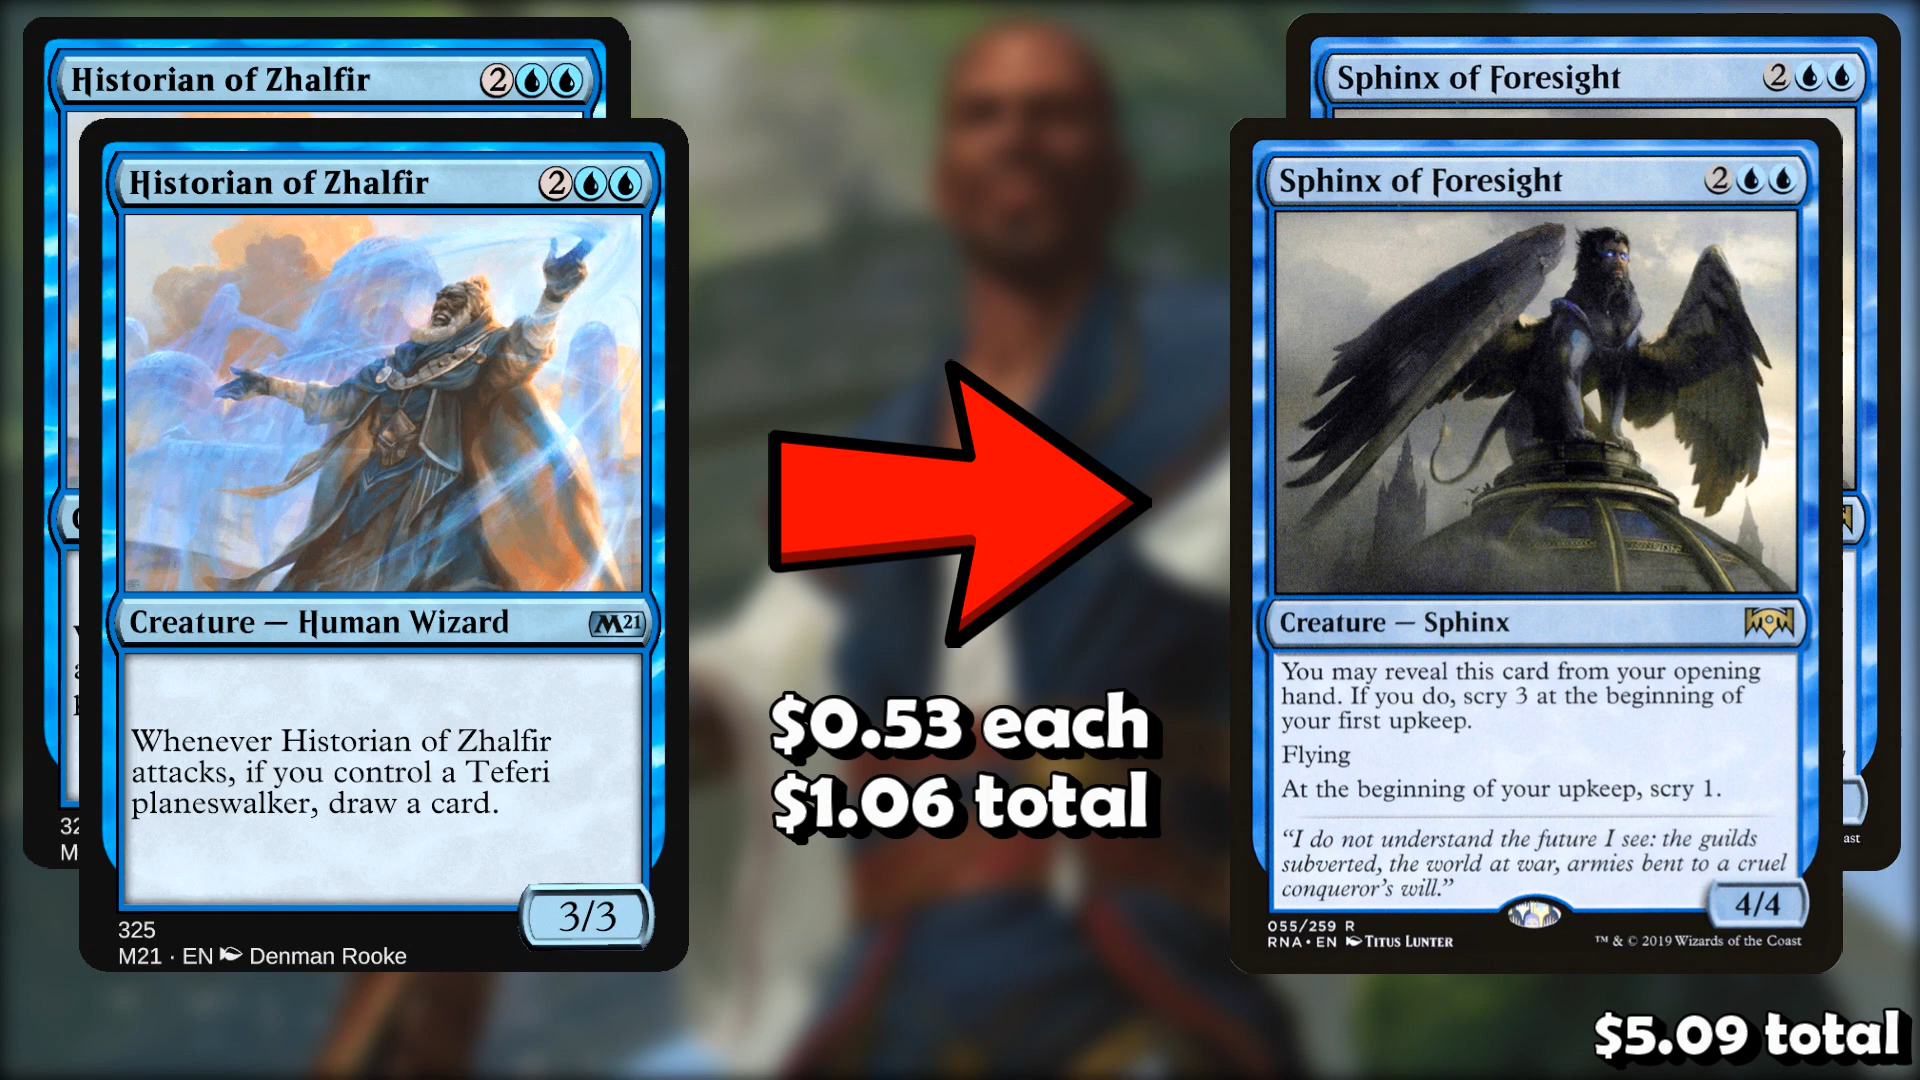 Historian of Zhalfir 2
Historian of Zhalfir 2
Creature — Human Wizard M21
Whenever Historian of Zhalfir
attacks, if you control a Teferi
planeswalker, draw a card.
3/3
325
M21 · EN Denman Rooke
$0.53 each
$1.06 total
Sphinx of Foresight 2
Sphinx of Foresight 2
Creature — Sphinx
You may reveal this card from your opening
hand. If you do, scry 3 at the beginning of
your first upkeep.
Flying
At the beginning of your upkeep, scry 1.
“I do not understand the future I see: the guilds
subverted, the world at war, armies bent to a cruel
conqueror’s will.”
4/4
055/259 R
RNA • EN Titus Lunter
™ & © 2019 Wizards of the Coast
$5.09 total